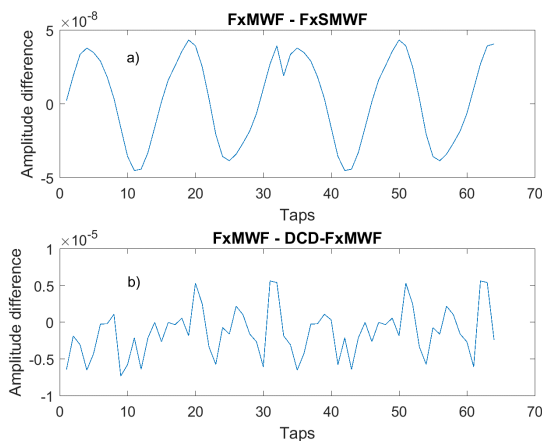 FxMWF - FxSMWF
×10⁻⁸
5
0
-5
Amplitude difference
a)
0 10 20 30 40 50 60 70
Taps
FxMWF - DCD-FxMWF
×10⁻⁵
1
0.5
0
-0.5
-1
Amplitude difference
b)
0 10 20 30 40 50 60 70
Taps